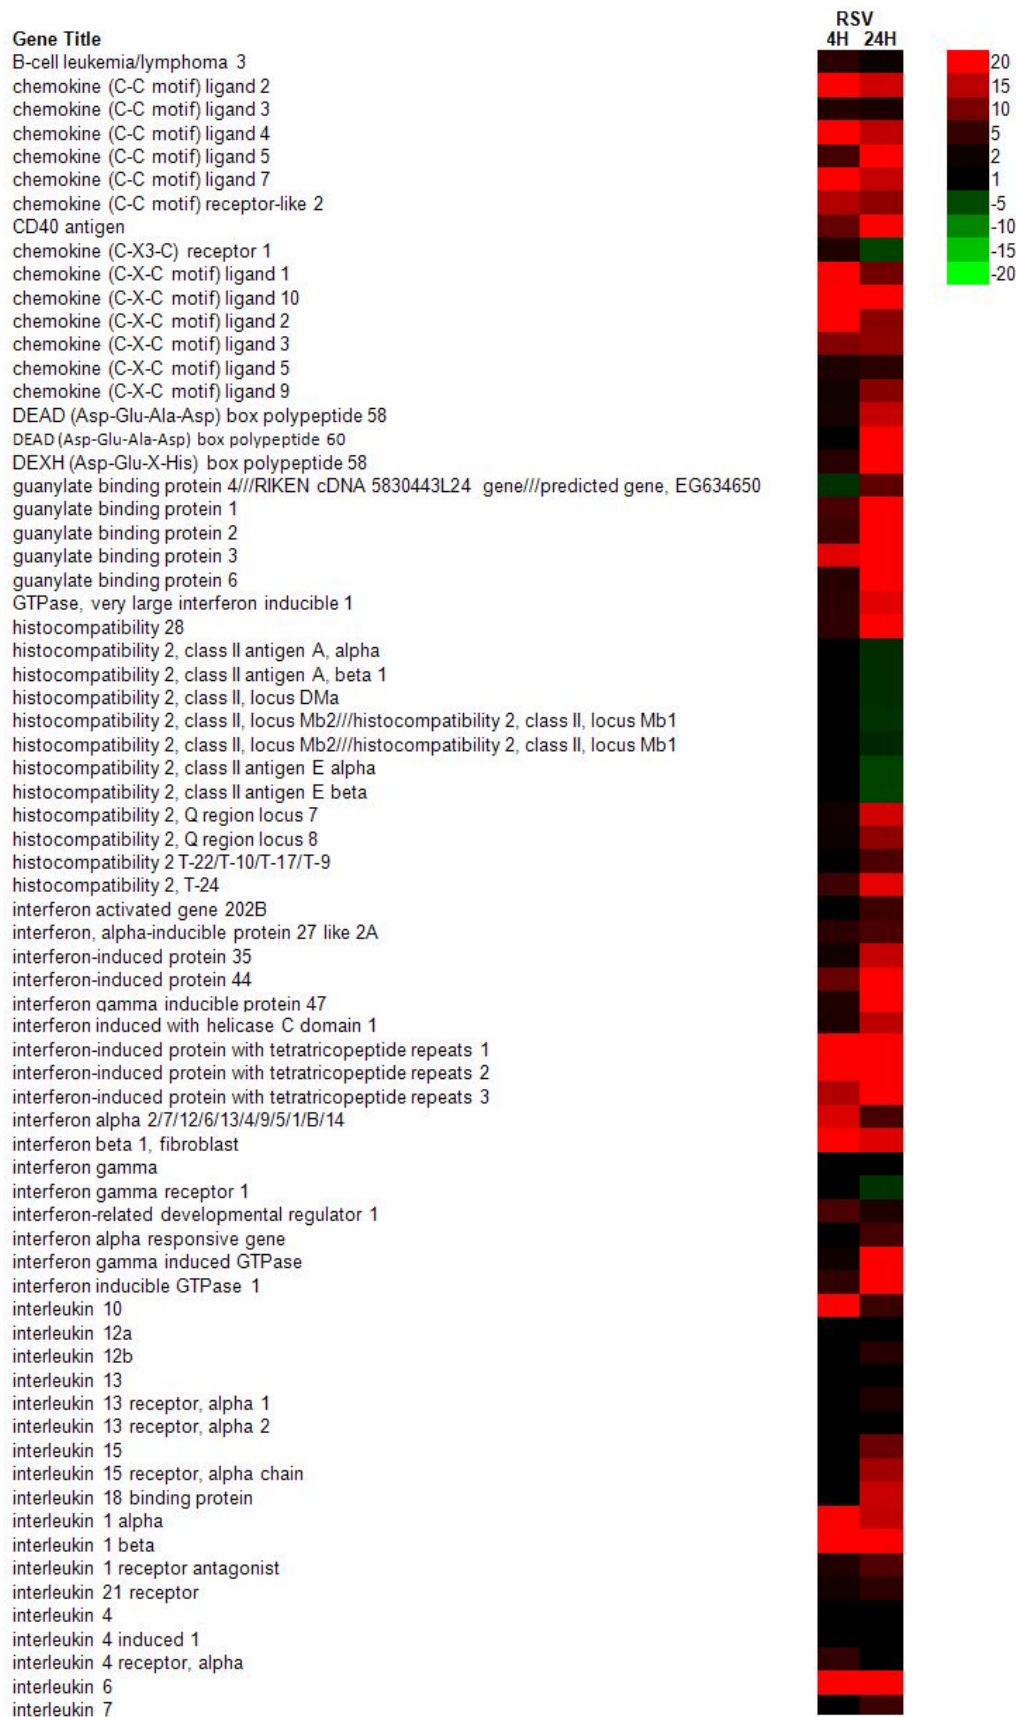 RSV
Gene Title 4H 24H
B-cell leukemia/lymphoma 3
chemokine (C-C motif) ligand 2
chemokine (C-C motif) ligand 3
chemokine (C-C motif) ligand 4
chemokine (C-C motif) ligand 5
chemokine (C-C motif) ligand 7
chemokine (C-C motif) receptor-like 2
CD40 antigen
chemokine (C-X3-C) receptor 1
chemokine (C-X-C motif) ligand 1
chemokine (C-X-C motif) ligand 10
chemokine (C-X-C motif) ligand 2
chemokine (C-X-C motif) ligand 3
chemokine (C-X-C motif) ligand 5
chemokine (C-X-C motif) ligand 9
DEAD (Asp-Glu-Ala-Asp) box polypeptide 58
DEAD (Asp-Glu-Ala-Asp) box polypeptide 60
DEXH (Asp-Glu-X-His) box polypeptide 58
guanylate binding protein 4///RIKEN cDNA 5830443L24 gene///predicted gene, EG634650
guanylate binding protein 1
guanylate binding protein 2
guanylate binding protein 3
guanylate binding protein 6
GTPase, very large interferon inducible 1
histocompatibility 28
histocompatibility 2, class II antigen A, alpha
histocompatibility 2, class II antigen A, beta 1
histocompatibility 2, class II, locus DMa
histocompatibility 2, class II, locus Mb2///histocompatibility 2, class II, locus Mb1
histocompatibility 2, class II, locus Mb2///histocompatibility 2, class II, locus Mb1
histocompatibility 2, class II antigen E alpha
histocompatibility 2, class II antigen E beta
histocompatibility 2, Q region locus 7
histocompatibility 2, Q region locus 8
histocompatibility 2 T-22/T-10/T-17/T-9
histocompatibility 2, T-24
interferon activated gene 202B
interferon, alpha-inducible protein 27 like 2A
interferon-induced protein 35
interferon-induced protein 44
interferon gamma inducible protein 47
interferon induced with helicase C domain 1
interferon-induced protein with tetratricopeptide repeats 1
interferon-induced protein with tetratricopeptide repeats 2
interferon-induced protein with tetratricopeptide repeats 3
interferon alpha 2/7/12/6/13/4/9/5/1/B/14
interferon beta 1, fibroblast
interferon gamma
interferon gamma receptor 1
interferon-related developmental regulator 1
interferon alpha responsive gene
interferon gamma induced GTPase
interferon inducible GTPase 1
interleukin 10
interleukin 12a
interleukin 12b
interleukin 13
interleukin 13 receptor, alpha 1
interleukin 13 receptor, alpha 2
interleukin 15
interleukin 15 receptor, alpha chain
interleukin 18 binding protein
interleukin 1 alpha
interleukin 1 beta
interleukin 1 receptor antagonist
interleukin 21 receptor
interleukin 4
interleukin 4 induced 1
interleukin 4 receptor, alpha
interleukin 6
interleukin 7
20
15
10
5
2
1
-5
-10
-15
-20